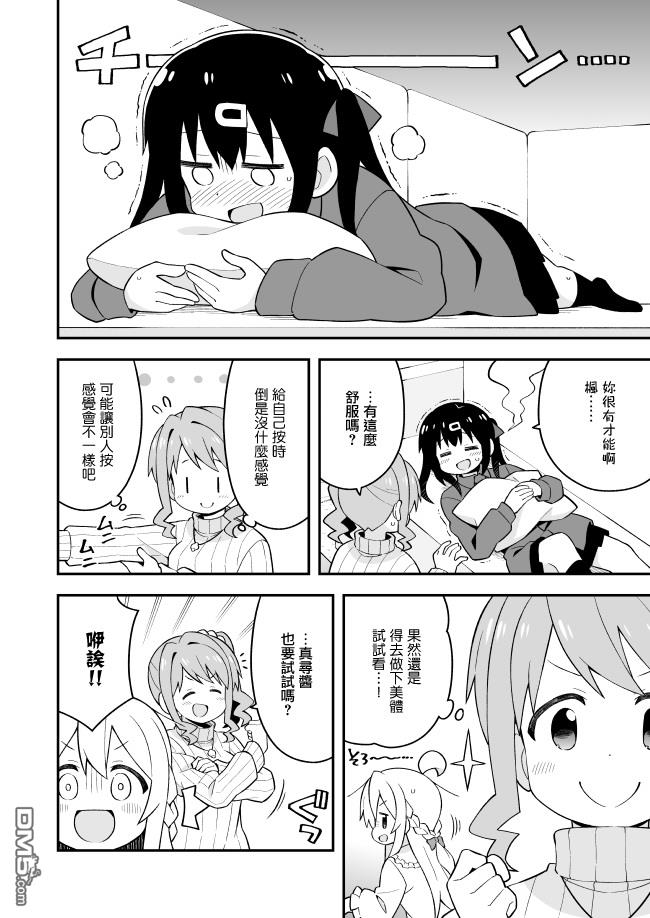 チーン‥‥
妳很有才能啊
楓……
…有這麼
舒服嗎?
給自己按時
倒是沒什麼感覺
可能讓別人按
感覺會不一樣吧
ムニ
ムニ
果然還是
得去做下美體
試試看…!
そろ〜〜〜…
…真尋醬
也要試試嗎?
咿誒!!
DM5.com